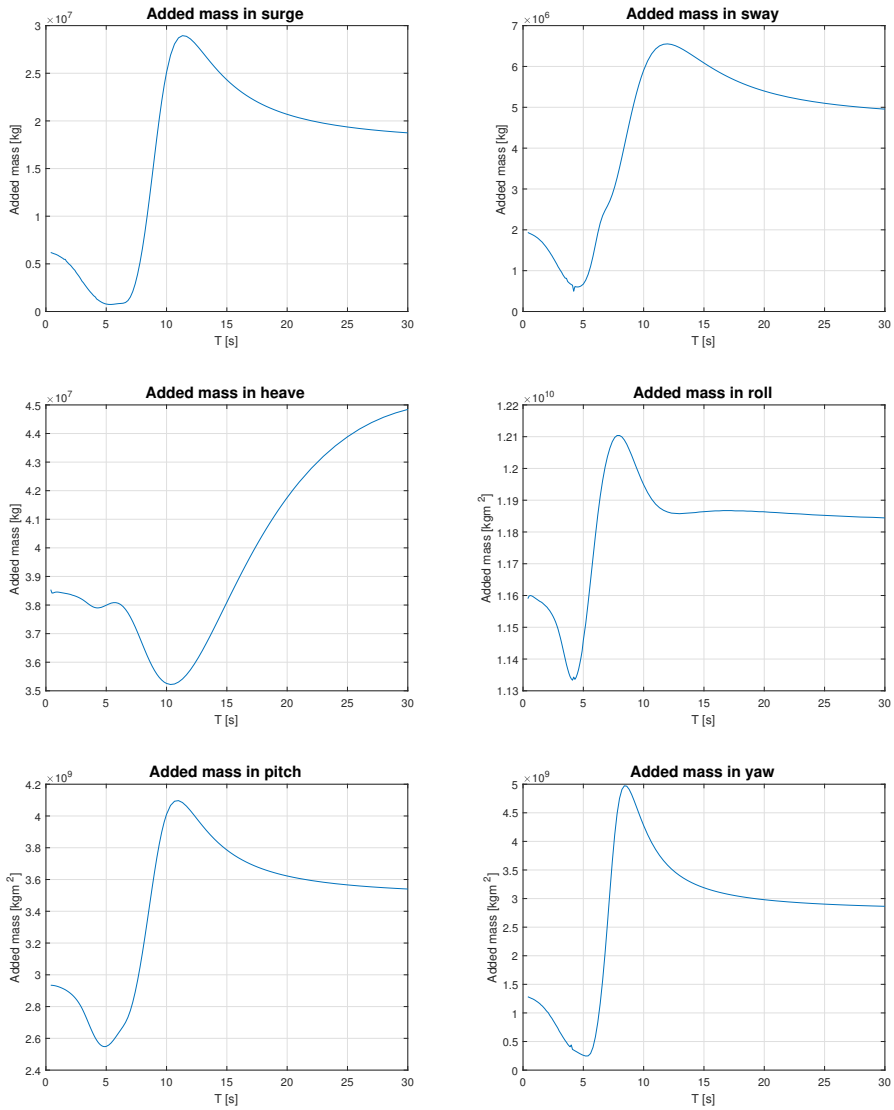 Added mass in surge
×10^7
3
2.5
2
1.5
1
0.5
0
Added mass [kg]
0 5 10 15 20 25 30
T [s]
Added mass in sway
×10^6
7
6
5
4
3
2
1
0
Added mass [kg]
0 5 10 15 20 25 30
T [s]
Added mass in heave
×10^7
4.5
4.4
4.3
4.2
4.1
4
3.9
3.8
3.7
3.6
3.5
Added mass [kg]
0 5 10 15 20 25 30
T [s]
Added mass in roll
×10^10
1.22
1.21
1.2
1.19
1.18
1.17
1.16
1.15
1.14
1.13
Added mass [kgm^2]
0 5 10 15 20 25 30
T [s]
Added mass in pitch
×10^9
4.2
4
3.8
3.6
3.4
3.2
3
2.8
2.6
2.4
Added mass [kgm^2]
0 5 10 15 20 25 30
T [s]
Added mass in yaw
×10^9
5
4.5
4
3.5
3
2.5
2
1.5
1
0.5
0
Added mass [kgm^2]
0 5 10 15 20 25 30
T [s]